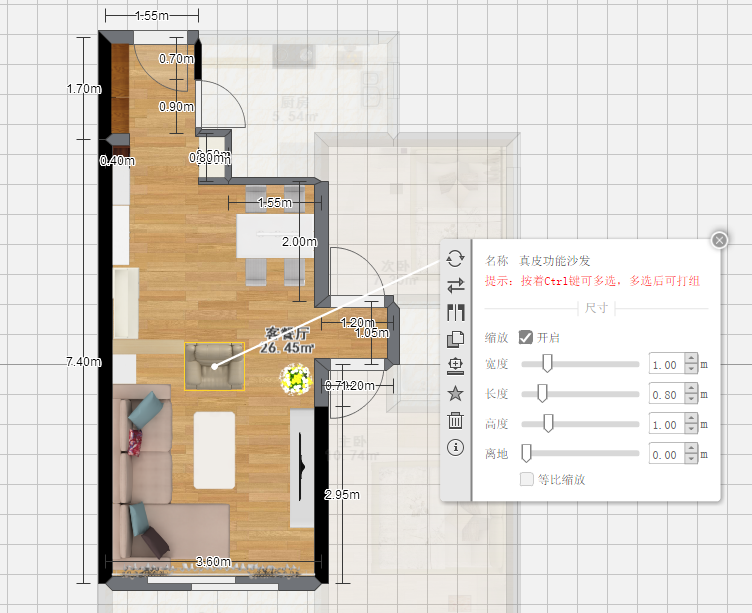 1.55m
0.70m
1.70m
0.90m
厨房
5.54㎡
0.40m
0.80m
1.55m
2.00m
次卧
1.20m
客餐厅
1.05m
26.45㎡
7.40m
0.71
1.20m
主卧
2.95m
3.60m
名称 真皮功能沙发
提示：按着Ctrl键可多选，多选后可打组
尺寸
缩放 开启
宽度 1.00 m
长度 0.80 m
高度 1.00 m
离地 0.00 m
等比缩放